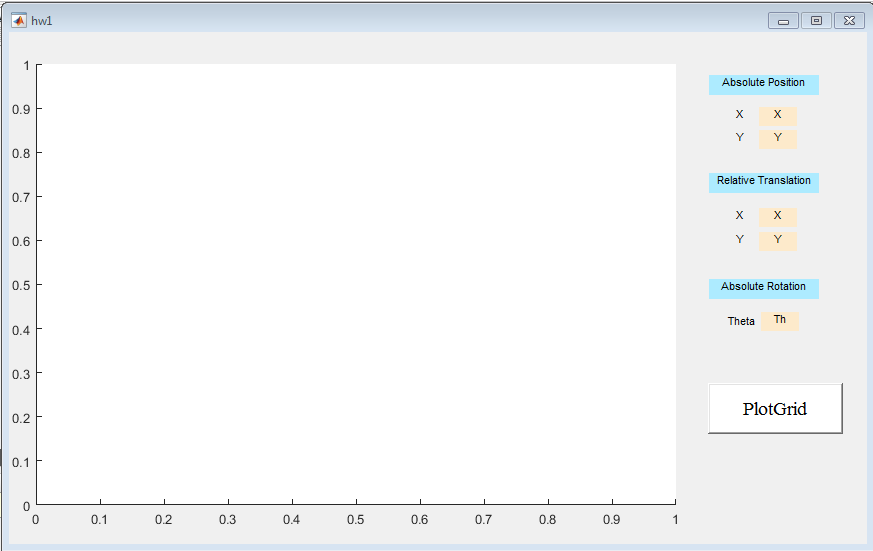 hw1
1
0.9
0.8
0.7
0.6
0.5
0.4
0.3
0.2
0.1
0
0 0.1 0.2 0.3 0.4 0.5 0.6 0.7 0.8 0.9 1
Absolute Position
X X
Y Y
Relative Translation
X X
Y Y
Absolute Rotation
Theta Th
PlotGrid